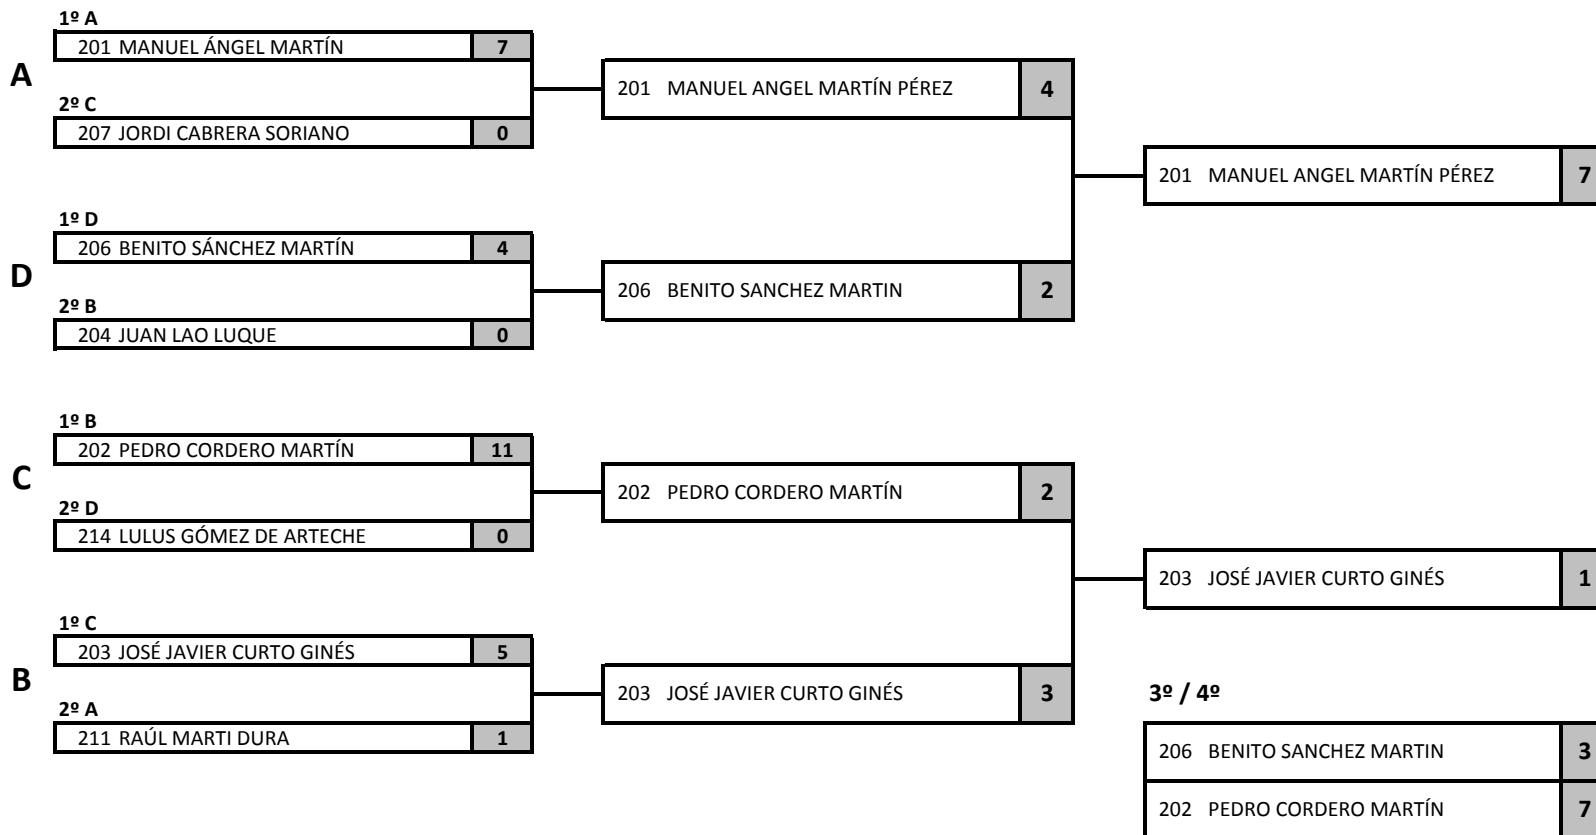 1º A
201 MANUEL ÁNGEL MARTÍN 7
A
2º C
207 JORDI CABRERA SORIANO 0
1º D
206 BENITO SÁNCHEZ MARTÍN 4
D
2º B
204 JUAN LAO LUQUE 0
1º B
202 PEDRO CORDERO MARTÍN 11
C
2º D
214 LULUS GÓMEZ DE ARTECHE 0
1º C
203 JOSÉ JAVIER CURTO GINÉS 5
B
2º A
211 RAÚL MARTI DURA 1
201 MANUEL ANGEL MARTÍN PÉREZ 4
206 BENITO SANCHEZ MARTIN 2
202 PEDRO CORDERO MARTÍN 2
203 JOSÉ JAVIER CURTO GINÉS 3
201 MANUEL ANGEL MARTÍN PÉREZ 7
203 JOSÉ JAVIER CURTO GINÉS 1
3º / 4º
206 BENITO SANCHEZ MARTIN 3
202 PEDRO CORDERO MARTÍN 7